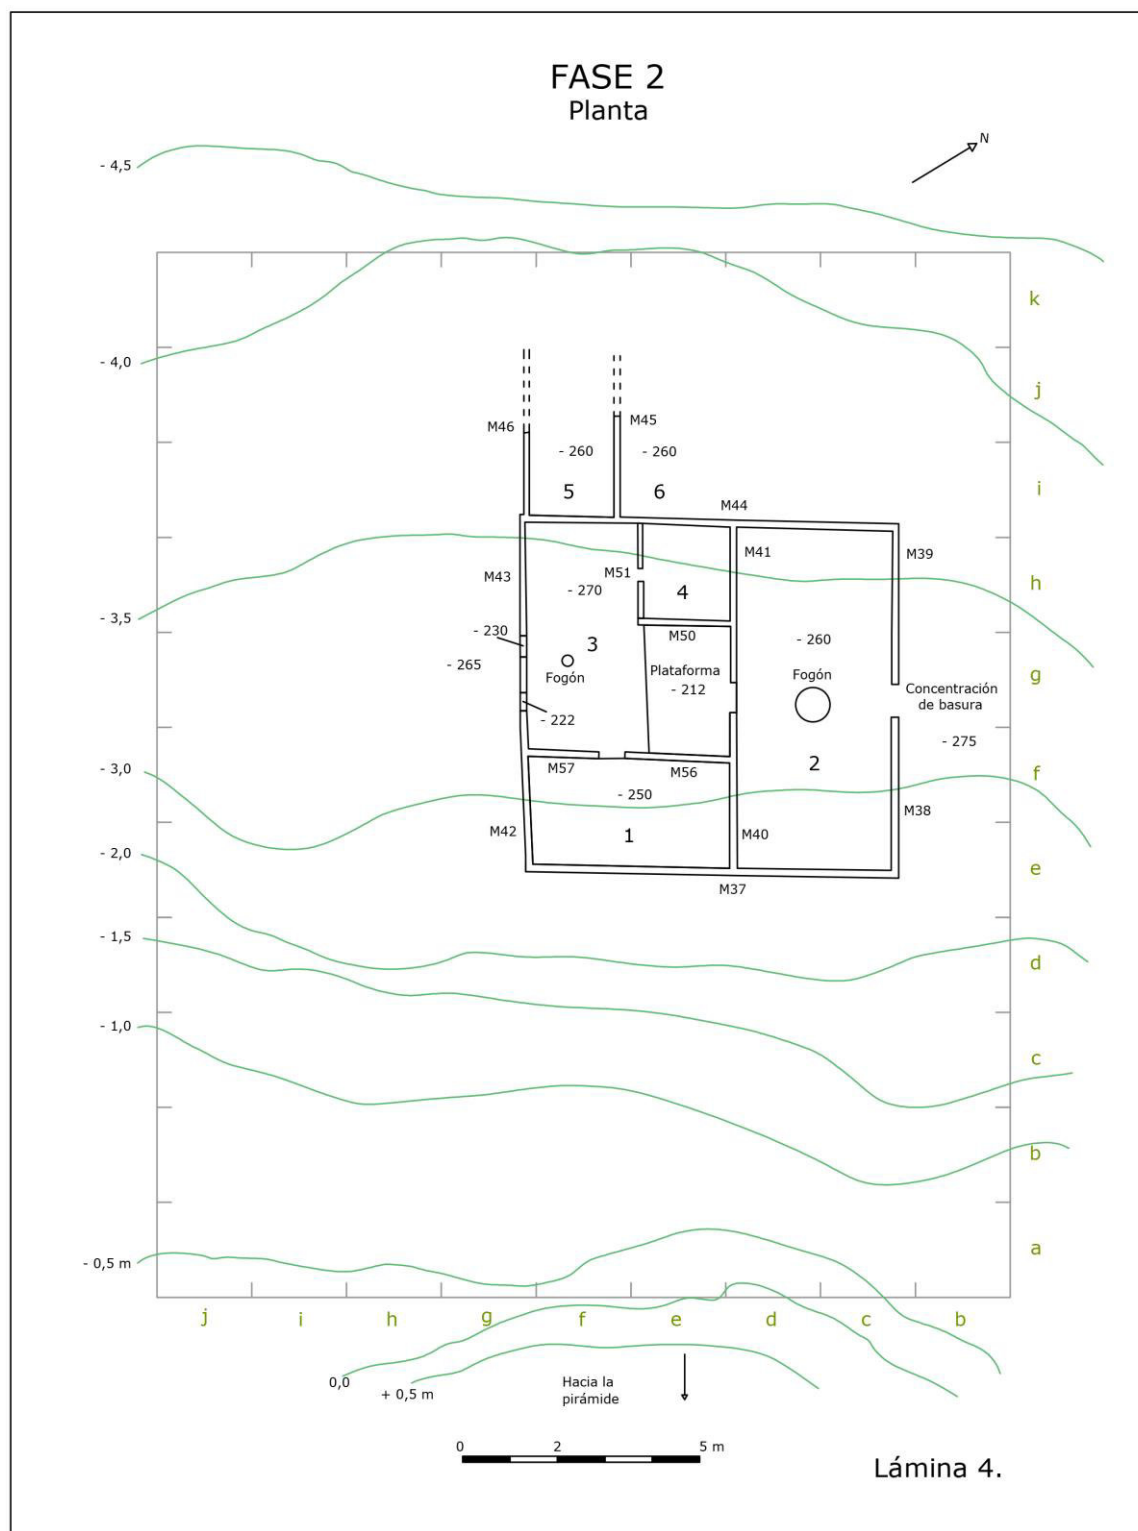 FASE 2
Planta
N
- 4,5
k
- 4,0
j
M46
M45
- 260
- 260
i
5
6
M44
M41
M39
M43
M51
- 270
4
h
- 3,5
- 230
M50
- 260
3
- 265
Plataforma
Fogón
g
Fogón
- 212
Concentración
de basura
- 222
- 275
2
- 3,0
M57
M56
f
- 250
M42
1
M40
M38
- 2,0
e
M37
- 1,5
d
- 1,0
c
b
a
- 0,5 m
j i h g f e d c b
0,0
+ 0,5 m
Hacia la
pirámide
0 2 5 m
Lámina 4.